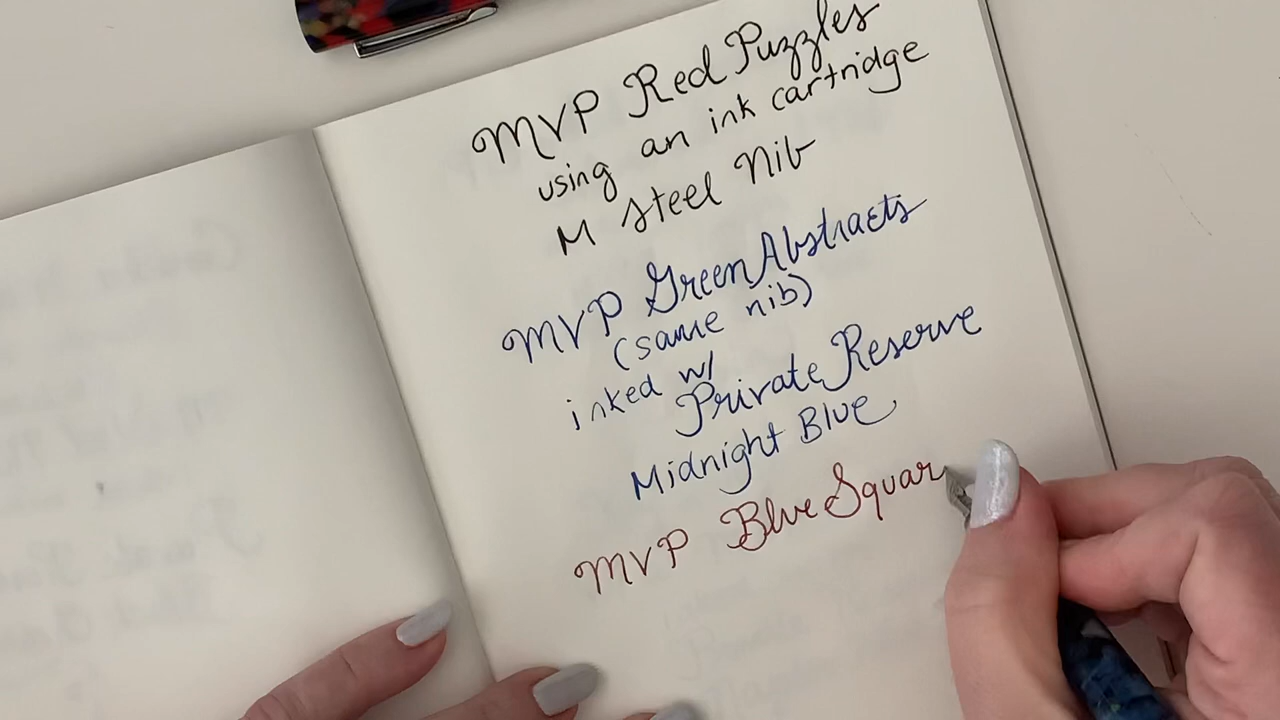 MVP Red Puzzles
using an ink cartridge
M steel Nib
MVP Green Abstracts
(same nib)
inked w/
Private Reserve
Midnight Blue
MVP Blue Squar